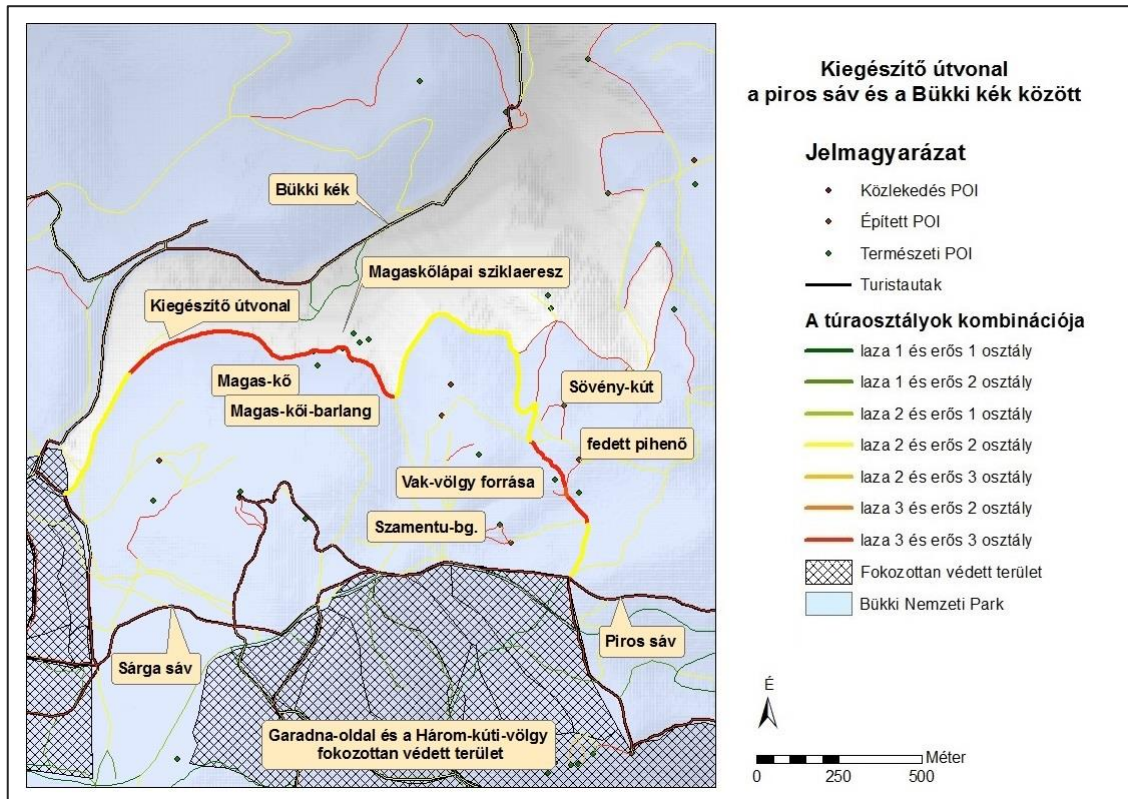 Kiegészítő útvonal
a piros sáv és a Bükki kék között
Jelmagyarázat
Közlekedés POI
Épített POI
Természeti POI
Turistautak
A túraosztályok kombinációja
laza 1 és erős 1 osztály
laza 1 és erős 2 osztály
laza 2 és erős 1 osztály
laza 2 és erős 2 osztály
laza 2 és erős 3 osztály
laza 3 és erős 2 osztály
laza 3 és erős 3 osztály
Fokozottan védett terület
Bükki Nemzeti Park
É
Méter
0 250 500
Bükki kék
Magaskőlápai sziklaeresz
Kiegészítő útvonal
Magas-kő
Magas-kői-barlang
Sövény-kút
fedett pihenő
Vak-völgy forrása
Szamentu-bg.
Piros sáv
Sárga sáv
Garadna-oldal és a Három-kúti-völgy
fokozottan védett terület